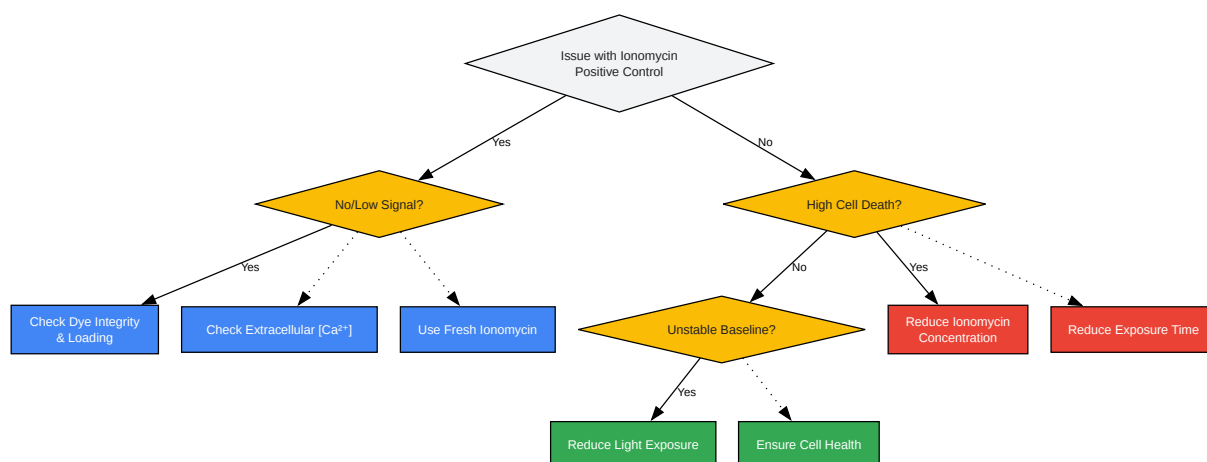 Issue with Ionomycin
Positive Control
Yes
No
No/Low Signal?
High Cell Death?
Yes
No
Yes
Check Dye Integrity
& Loading
Check Extracellular [Ca²⁺]
Use Fresh Ionomycin
Unstable Baseline?
Reduce Ionomycin
Concentration
Reduce Exposure Time
Yes
Reduce Light Exposure
Ensure Cell Health